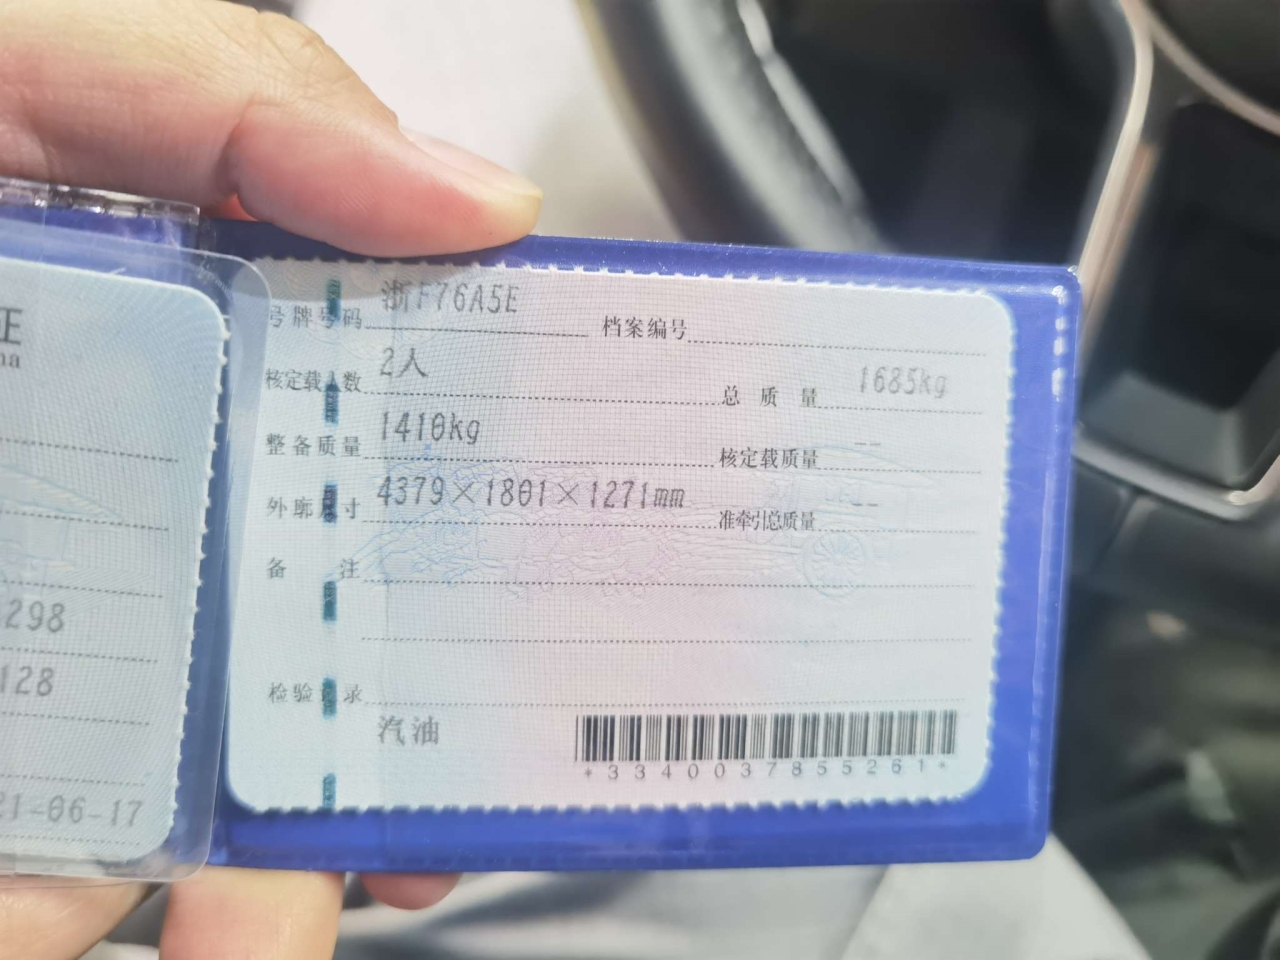 证
na
298
128
21-06-17
号牌号码 浙F76A5E 档案编号
核定载人数 2人 总质量 1685kg
整备质量 1410kg 核定载质量 --
外廓尺寸 4379×1801×1271mm 准牵引总质量 --
备注
检验记录
汽油
*3340037855261*